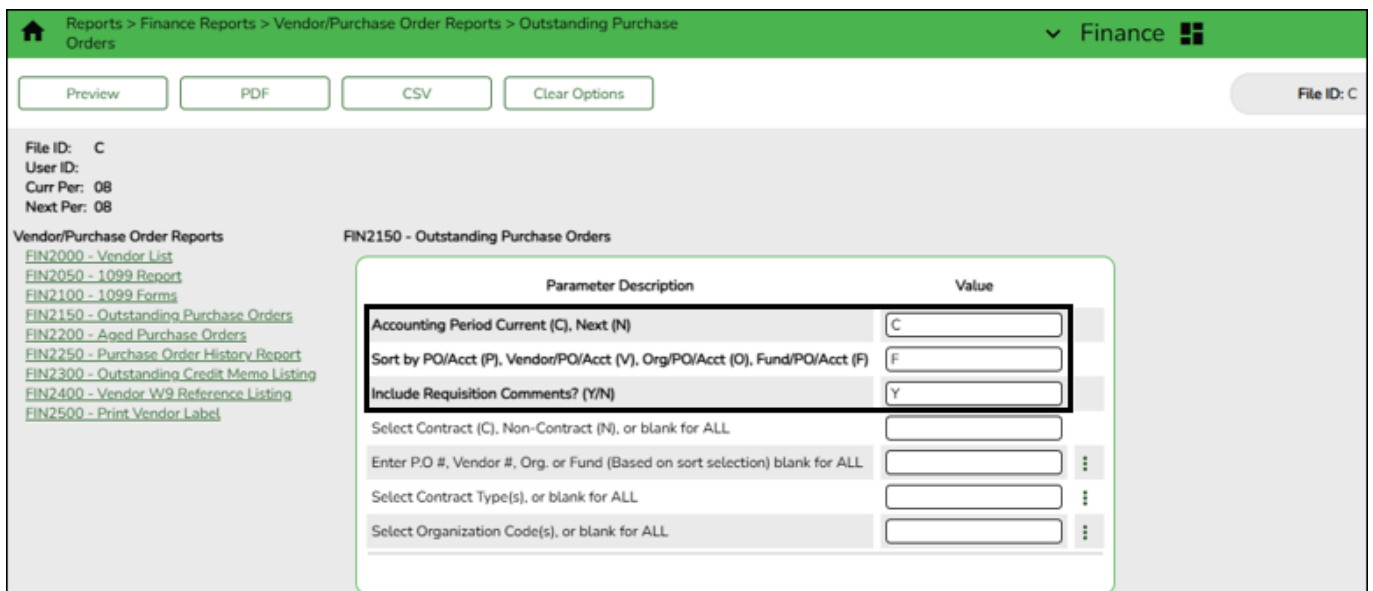 Reports > Finance Reports > Vendor/Purchase Order Reports > Outstanding Purchase
Orders
Finance
Preview
PDF
CSV
Clear Options
File ID: C
File ID: C
User ID:
Curr Per: 08
Next Per: 08
Vendor/Purchase Order Reports
FIN2000 - Vendor List
FIN2050 - 1099 Report
FIN2100 - 1099 Forms
FIN2150 - Outstanding Purchase Orders
FIN2200 - Aged Purchase Orders
FIN2250 - Purchase Order History Report
FIN2300 - Outstanding Credit Memo Listing
FIN2400 - Vendor W9 Reference Listing
FIN2500 - Print Vendor Label
FIN2150 - Outstanding Purchase Orders
Parameter Description Value
Accounting Period Current (C), Next (N) C
Sort by PO/Acct (P), Vendor/PO/Acct (V), Org/PO/Acct (O), Fund/PO/Acct (F) F
Include Requisition Comments? (Y/N) Y
Select Contract (C), Non-Contract (N), or blank for ALL
Enter P.O #, Vendor #, Org. or Fund (Based on sort selection) blank for ALL
Select Contract Type(s), or blank for ALL
Select Organization Code(s), or blank for ALL